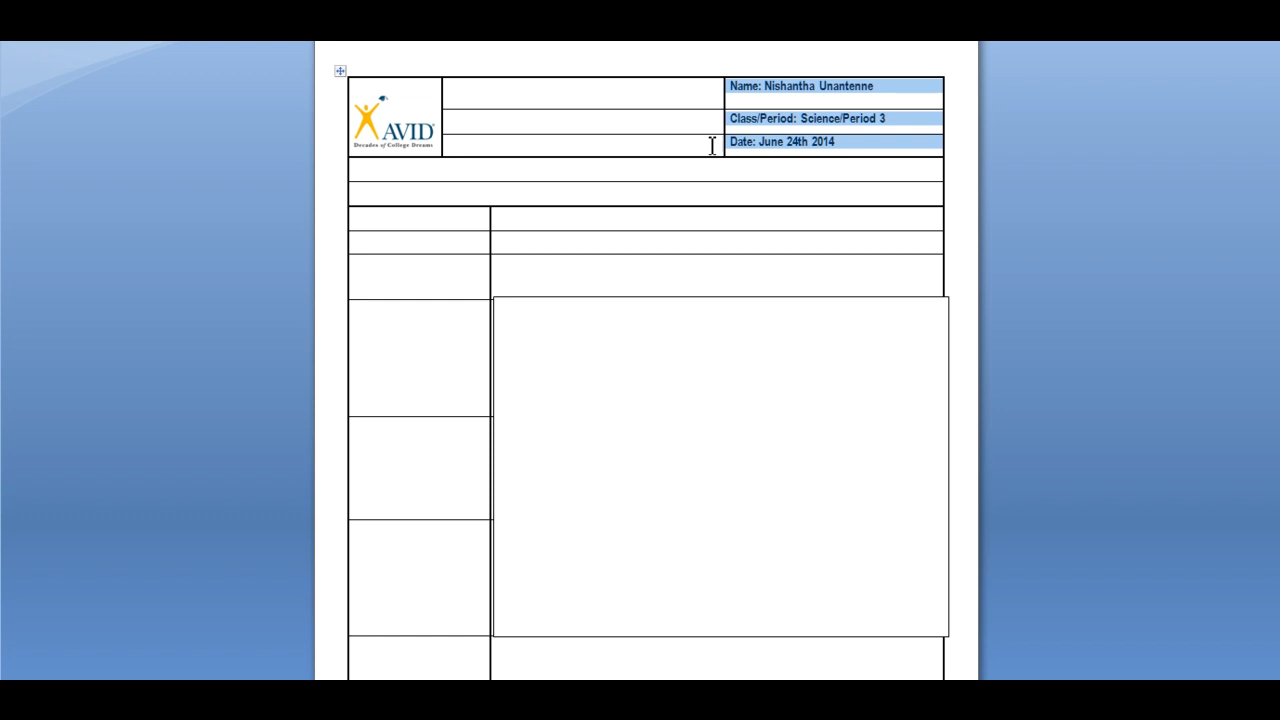 Name: Nishantha Unantenne
Class/Period: Science/Period 3
AVID
Decades of College Dreams
Date: June 24th 2014